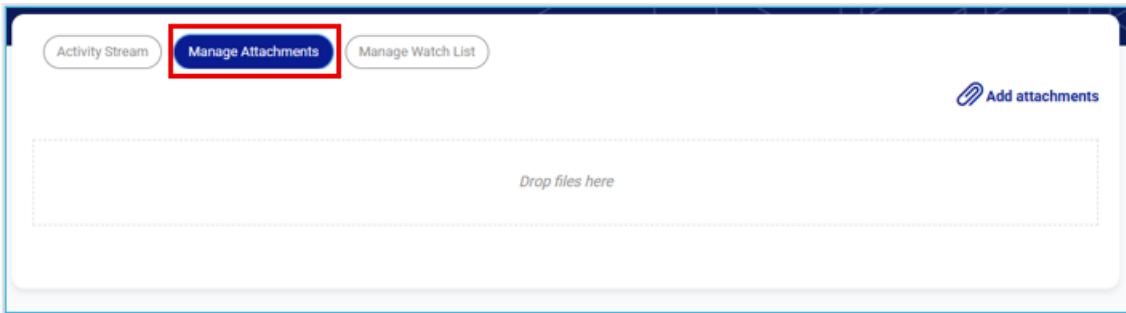 Activity Stream
Manage Attachments
Manage Watch List
Add attachments
Drop files here